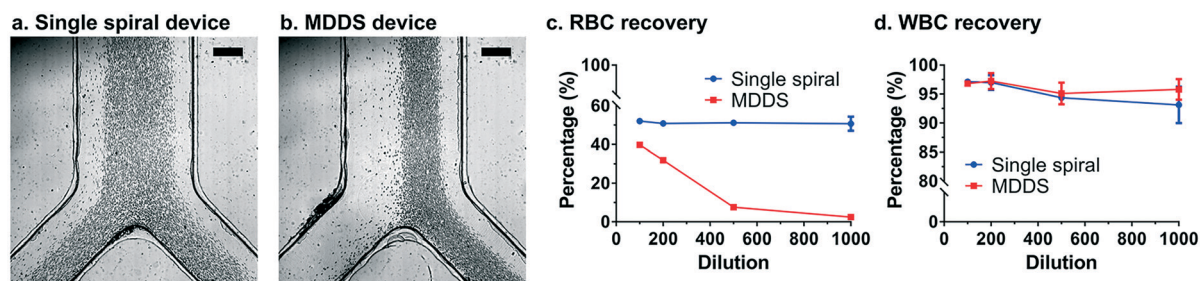 a. Single spiral device
b. MDDS device
c. RBC recovery
d. WBC recovery
Percentage (%)
100
60
40
20
0
Single spiral
MDDS
0 200 400 600 800 1000
Dilution
Percentage (%)
100
95
90
85
80
0
Single spiral
MDDS
0 200 400 600 800 1000
Dilution